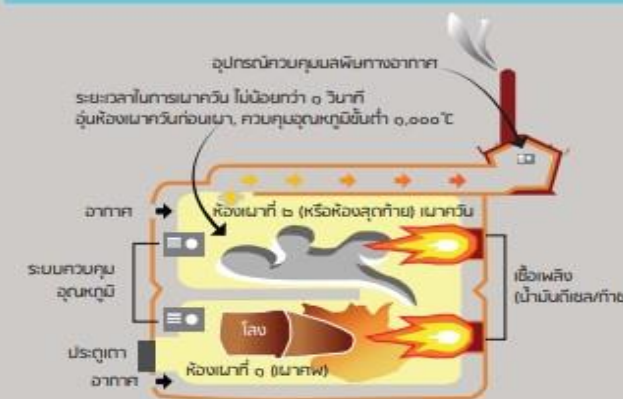 อุปกรณ์ควบคุมมลพิษทางอากาศ
ระยะเวลาในการเผาควัน ไม่น้อยกว่า ๑ วินาที
อุ่นห้องเผาควันก่อนเผา, ควบคุมอุณหภูมิขั้นต่ำ ๑,๐๐๐ ํC
อากาศ
ห้องเผาที่ ๒ (หรือห้องสุดท้าย) เผาควัน
ระบบควบคุม
อุณหภูมิ
เชื้อเพลิง
(น้ำมันดีเซล/ก๊าซ
โลง
ประตูเตา
ห้องเผาที่ ๑ (เผาศพ)
อากาศ